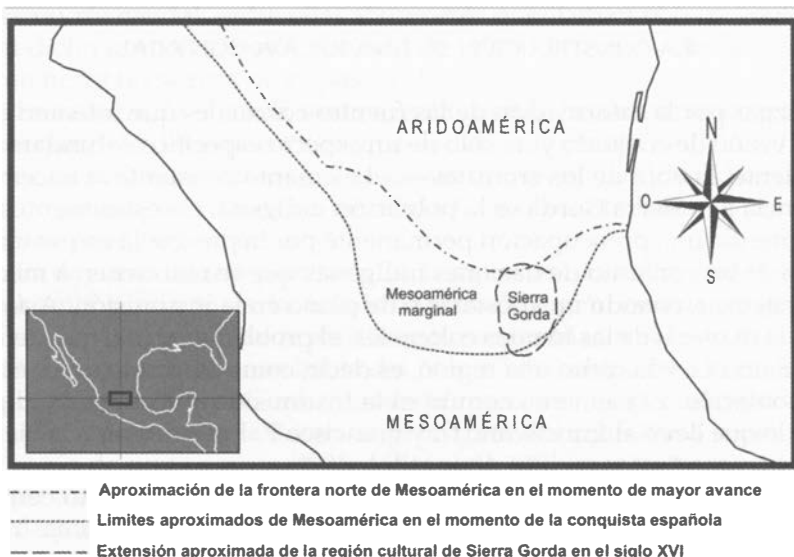 ARIDOAMÉRICA
N
O
E
S
Mesoamérica
marginal
Sierra
Gorda
MESOAMÉRICA
Aproximación de la frontera norte de Mesoamérica en el momento de mayor avance
Limites aproximados de Mesoamérica en el momento de la conquista española
Extensión aproximada de la región cultural de Sierra Gorda en el siglo XVI